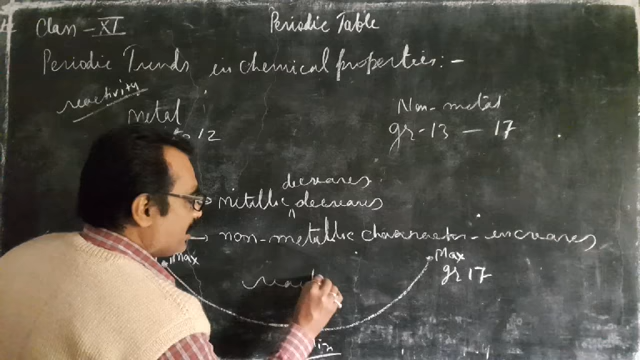 Class - XI
Periodic Table
Periodic Trends in chemical properties:-
reactivity
metal
Non-metal
12
gr-13 - 17
decreases
metallic decreases
→ non-metallic character - increases
Max
Max
gr 17